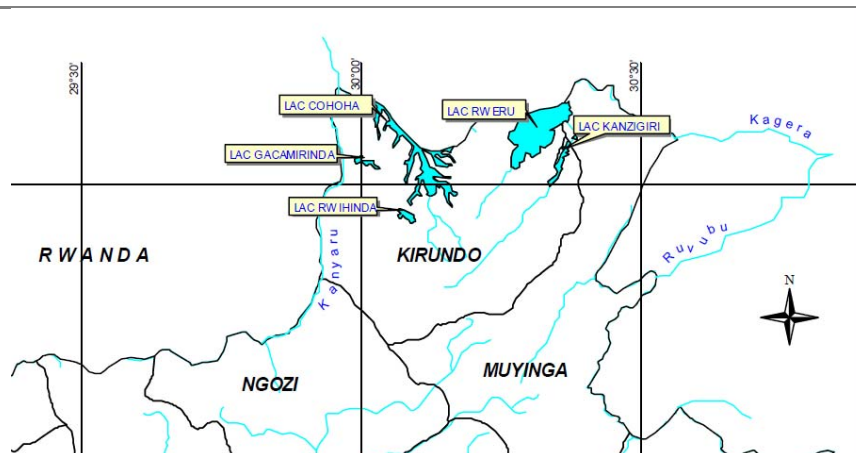 29°30'
30°00'
30°30'
LAC COHOHA
LAC RWERU
LAC KANZIGIRI
Kagera
LAC GACAMIRINDA
LAC RWIHINDA
RWANDA
Kanyaru
KIRUNDO
Ruvubu
N
NGOZI
MUYINGA